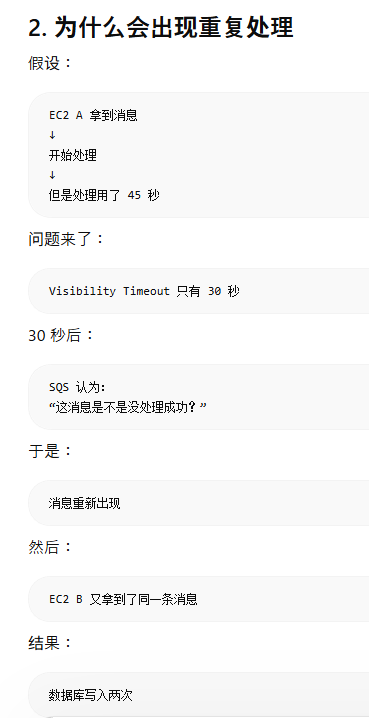 2. 为什么会出现重复处理
假设：
EC2 A 拿到消息
↓
开始处理
↓
但是处理用了 45 秒
问题来了：
Visibility Timeout 只有 30 秒
30 秒后：
SQS 认为：
“这消息是不是没处理成功？”
于是：
消息重新出现
然后：
EC2 B 又拿到了同一条消息
结果：
数据库写入两次